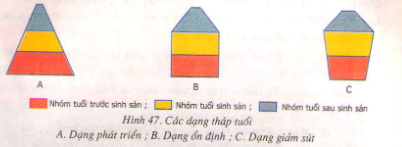 A B C
Nhóm tuổi trước sinh sản ; Nhóm tuổi sinh sản ; Nhóm tuổi sau sinh sản
Hình 47. Các dạng tháp tuổi
A. Dạng phát triển ; B. Dạng ổn định ; C. Dạng giảm sút